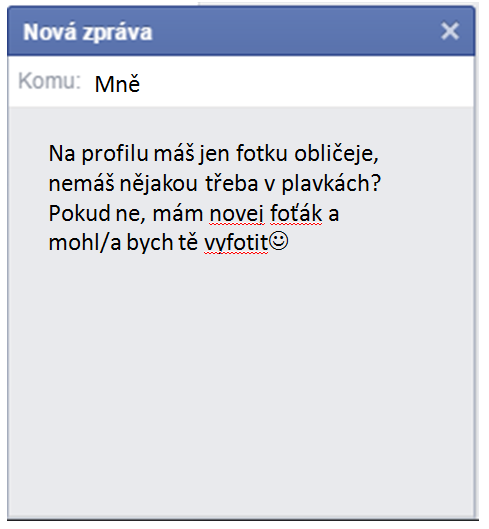 Nová zpráva
Komu: Mně
Na profilu máš jen fotku obličeje,
nemáš nějakou třeba v plavkách?
Pokud ne, mám novej foťák a
mohl/a bych tě vyfotit☺